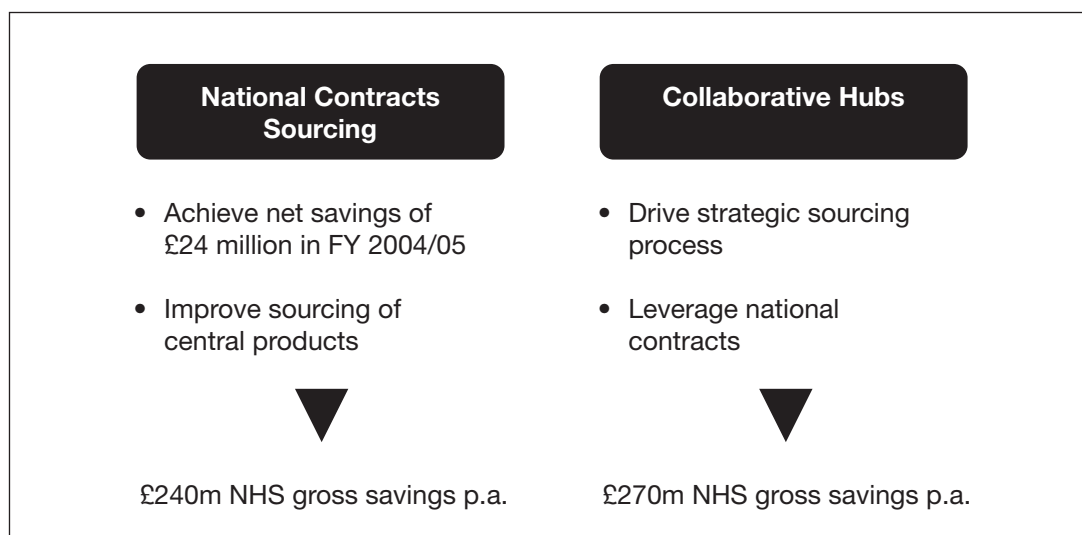 National Contracts
Sourcing
• Achieve net savings of
£24 million in FY 2004/05
• Improve sourcing of
central products
£240m NHS gross savings p.a.
Collaborative Hubs
• Drive strategic sourcing
process
• Leverage national
contracts
£270m NHS gross savings p.a.